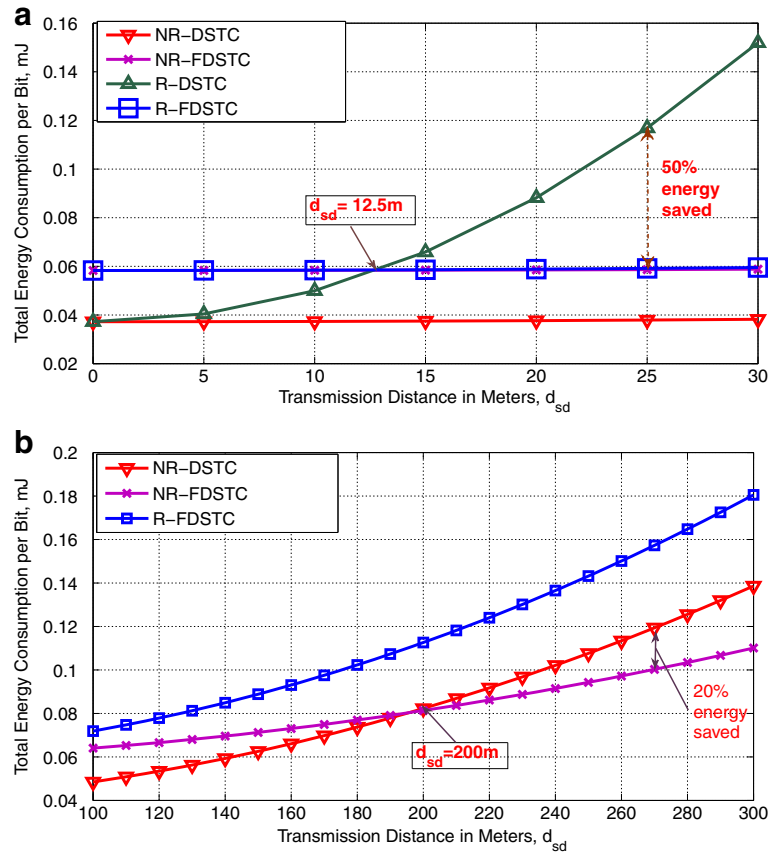 a
0.16
0.14
0.12
0.1
0.08
0.06
0.04
0.02
Total Energy Consumption per Bit, mJ
NR−DSTC
NR−FDSTC
R−DSTC
R−FDSTC
d_sd= 12.5m
50%
energy
saved
0 5 10 15 20 25 30
Transmission Distance in Meters, d_sd
b
0.2
0.18
0.16
0.14
0.12
0.1
0.08
0.06
0.04
Total Energy Consumption per Bit, mJ
NR−DSTC
NR−FDSTC
R−FDSTC
d_sd=200m
20%
energy
saved
100 120 140 160 180 200 220 240 260 280 300
Transmission Distance in Meters, d_sd